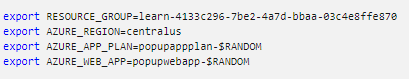 export RESOURCE_GROUP=learn-4133c296-7be2-4a7d-bbaa-03c4e8ffe870
export AZURE_REGION=centralus
export AZURE_APP_PLAN=popupappplan-$RANDOM
export AZURE_WEB_APP=popupwebapp-$RANDOM